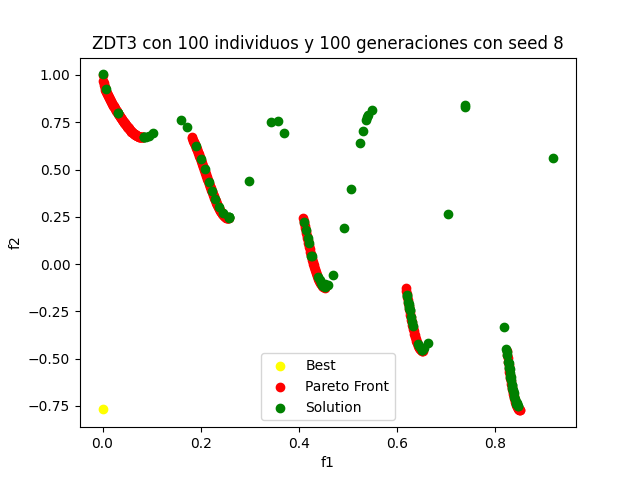 ZDT3 con 100 individuos y 100 generaciones con seed 8
1.00
0.75
0.50
0.25
0.00
−0.25
−0.50
−0.75
f2
Best
Pareto Front
Solution
0.0 0.2 0.4 0.6 0.8
f1